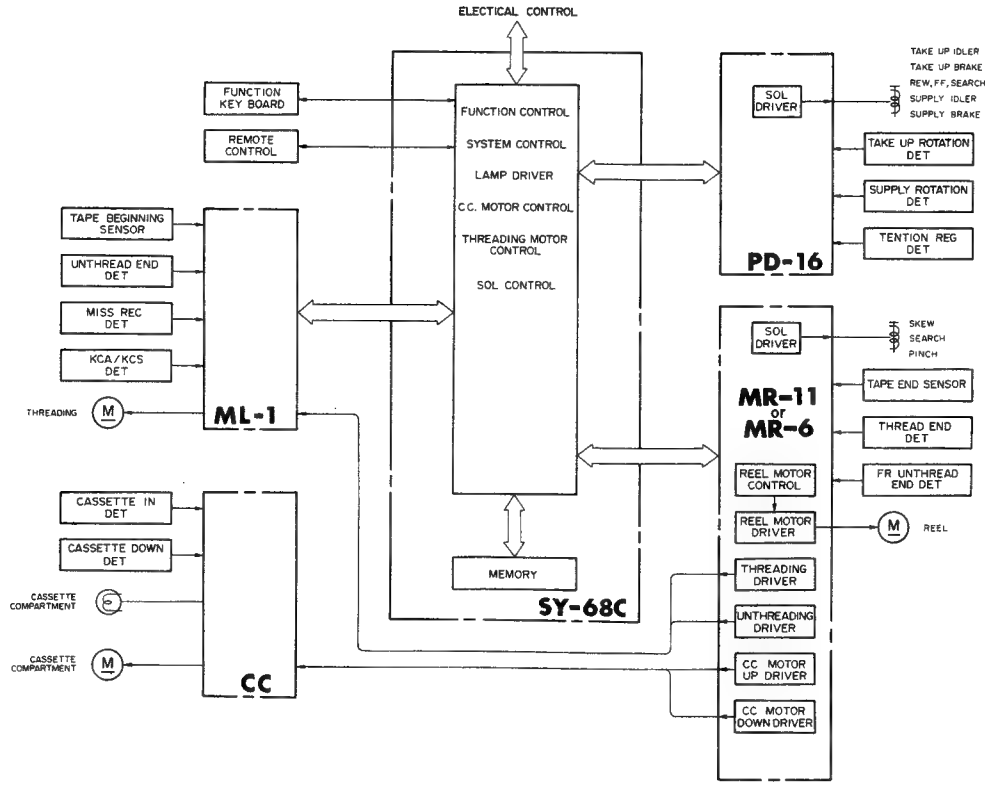 ELECTRICAL CONTROL
FUNCTION
KEY BOARD
REMOTE
CONTROL
FUNCTION CONTROL
SYSTEM CONTROL
LAMP DRIVER
C.C. MOTOR CONTROL
THREADING MOTOR
CONTROL
SOL CONTROL
MEMORY
SY-68C
TAPE BEGINNING
SENSOR
UNTHREAD END
DET
MISS REC
DET
KCA/KCS
DET
THREADING
M
ML-1
CASSETTE IN
DET
CASSETTE DOWN
DET
CASSETTE
COMPARTMENT
CASSETTE
COMPARTMENT
M
CC
SOL
DRIVER
TAKE UP IDLER
TAKE UP BRAKE
REW, FF, SEARCH
SUPPLY IDLER
SUPPLY BRAKE
TAKE UP ROTATION
DET
SUPPLY ROTATION
DET
TENTION REG
DET
PD-16
SOL
DRIVER
SKEW
SEARCH
PINCH
MR-11
or
MR-6
TAPE END SENSOR
THREAD END
DET
FR UNTHREAD
END DET
REEL MOTOR
CONTROL
REEL MOTOR
DRIVER
M
REEL
THREADING
DRIVER
UNTHREADING
DRIVER
CC MOTOR
UP DRIVER
CC MOTOR
DOWN DRIVER